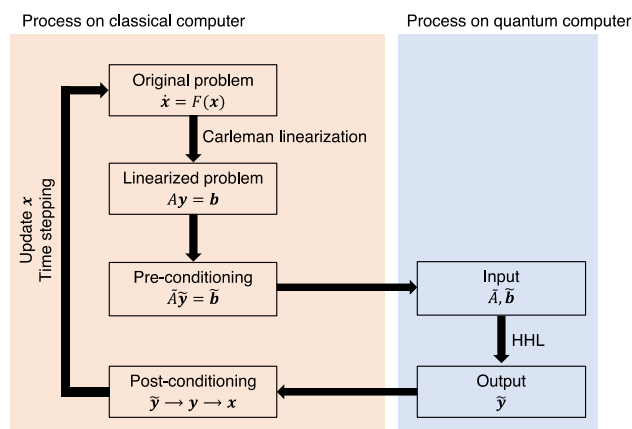 Process on classical computer
Process on quantum computer
Original problem
ẋ = F(x)
Carleman linearization
Linearized problem
Ay = b
Update x
Time stepping
Pre-conditioning
Ãỹ = b̃
Input
Ã, b̃
HHL
Post-conditioning
ỹ → y → x
Output
ỹ